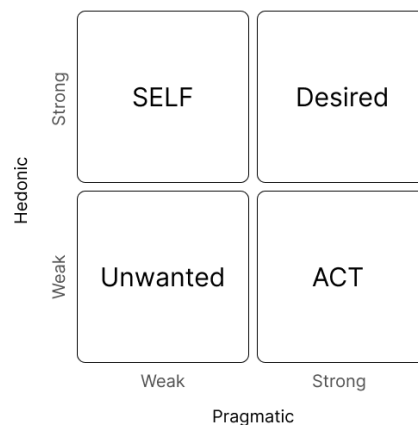 Strong
SELF
Desired
Hedonic
Weak
Unwanted
ACT
Weak
Strong
Pragmatic